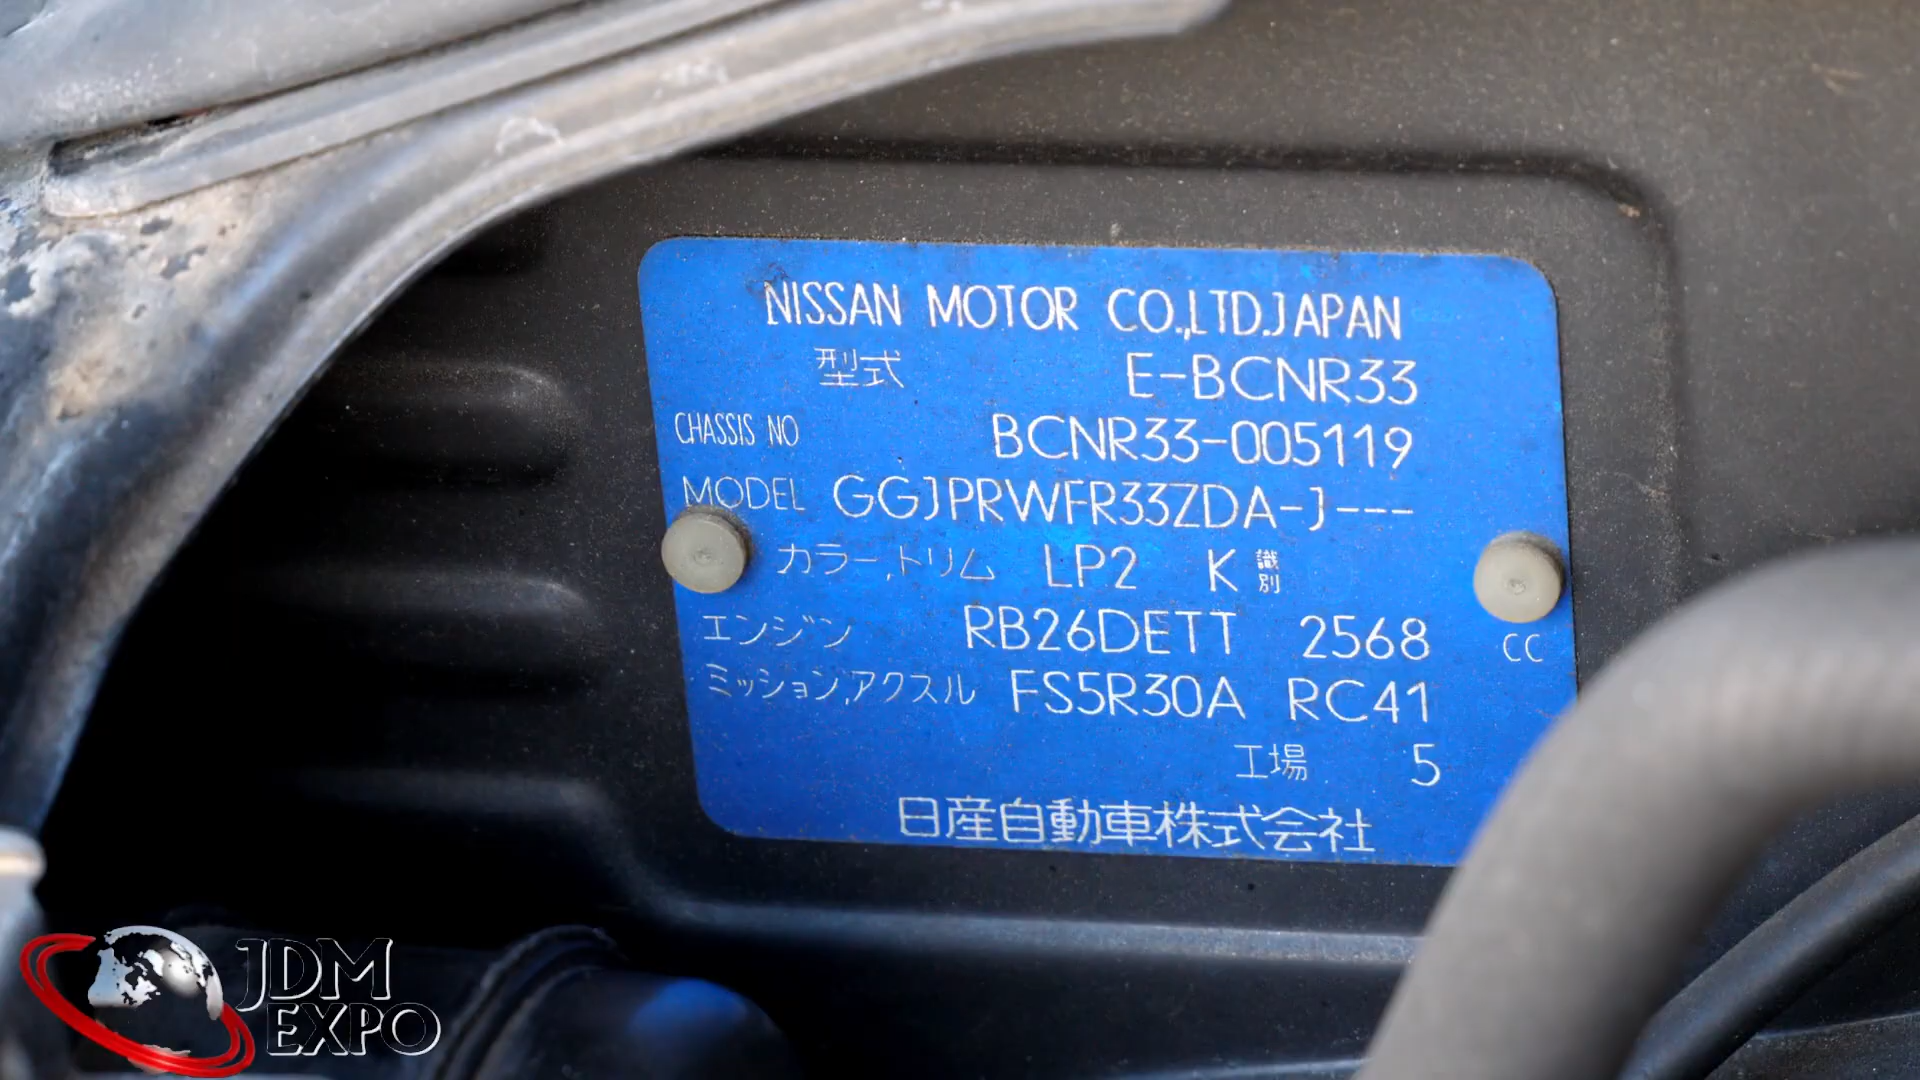 NISSAN MOTOR CO.,LTD.JAPAN
型式 E-BCNR33
CHASSIS NO BCNR33-005119
MODEL GGJPRWFR33ZDA-J---
カラー,トリム LP2 K 識別
エンジン RB26DETT 2568 CC
ミッション,アクスル FS5R30A RC41
工場 5
日産自動車株式会社
JDM
EXPO